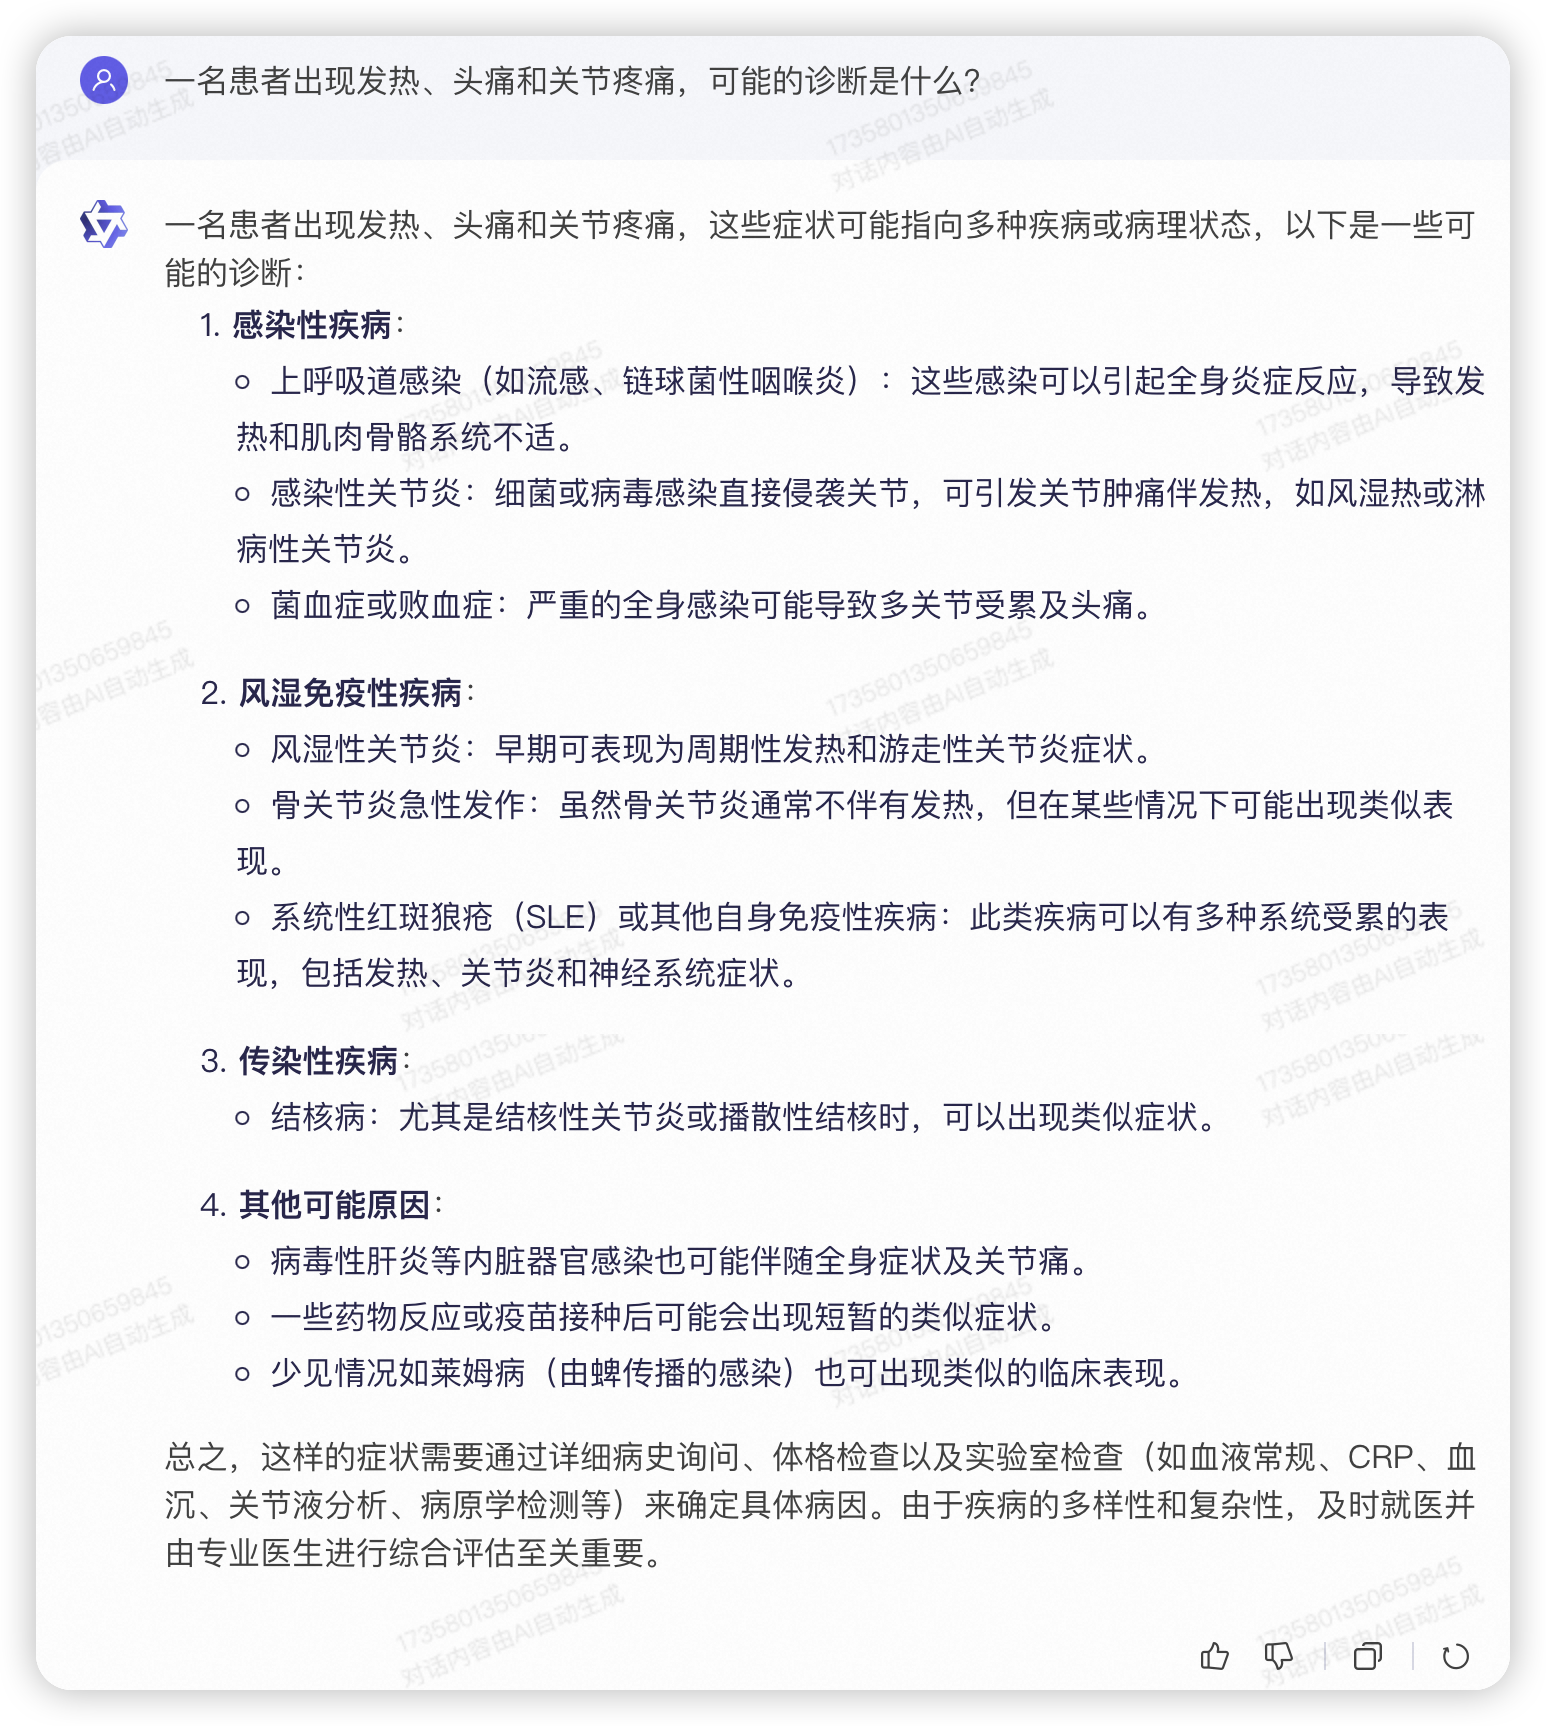 一名患者出现发热、头痛和关节疼痛，可能的诊断是什么？
一名患者出现发热、头痛和关节疼痛，这些症状可能指向多种疾病或病理状态，以下是一些可
能的诊断：
1. 感染性疾病：
○ 上呼吸道感染（如流感、链球菌性咽喉炎）：这些感染可以引起全身炎症反应，导致发
热和肌肉骨骼系统不适。
○ 感染性关节炎：细菌或病毒感染直接侵袭关节，可引发关节肿痛伴发热，如风湿热或淋
病性关节炎。
○ 菌血症或败血症：严重的全身感染可能导致多关节受累及头痛。
2. 风湿免疫性疾病：
○ 风湿性关节炎：早期可表现为周期性发热和游走性关节炎症状。
○ 骨关节炎急性发作：虽然骨关节炎通常不伴有发热，但在某些情况下可能出现类似表
现。
○ 系统性红斑狼疮（SLE）或其他自身免疫性疾病：此类疾病可以有多种系统受累的表
现，包括发热、关节炎和神经系统症状。
3. 传染性疾病：
○ 结核病：尤其是结核性关节炎或播散性结核时，可以出现类似症状。
4. 其他可能原因：
○ 病毒性肝炎等内脏器官感染也可能伴随全身症状及关节痛。
○ 一些药物反应或疫苗接种后可能会出现短暂的类似症状。
○ 少见情况如莱姆病（由蜱传播的感染）也可出现类似的临床表现。
总之，这样的症状需要通过详细病史询问、体格检查以及实验室检查（如血液常规、CRP、血
沉、关节液分析、病原学检测等）来确定具体病因。由于疾病的多样性和复杂性，及时就医并
由专业医生进行综合评估至关重要。
1735801350659845
对话内容由AI自动生成